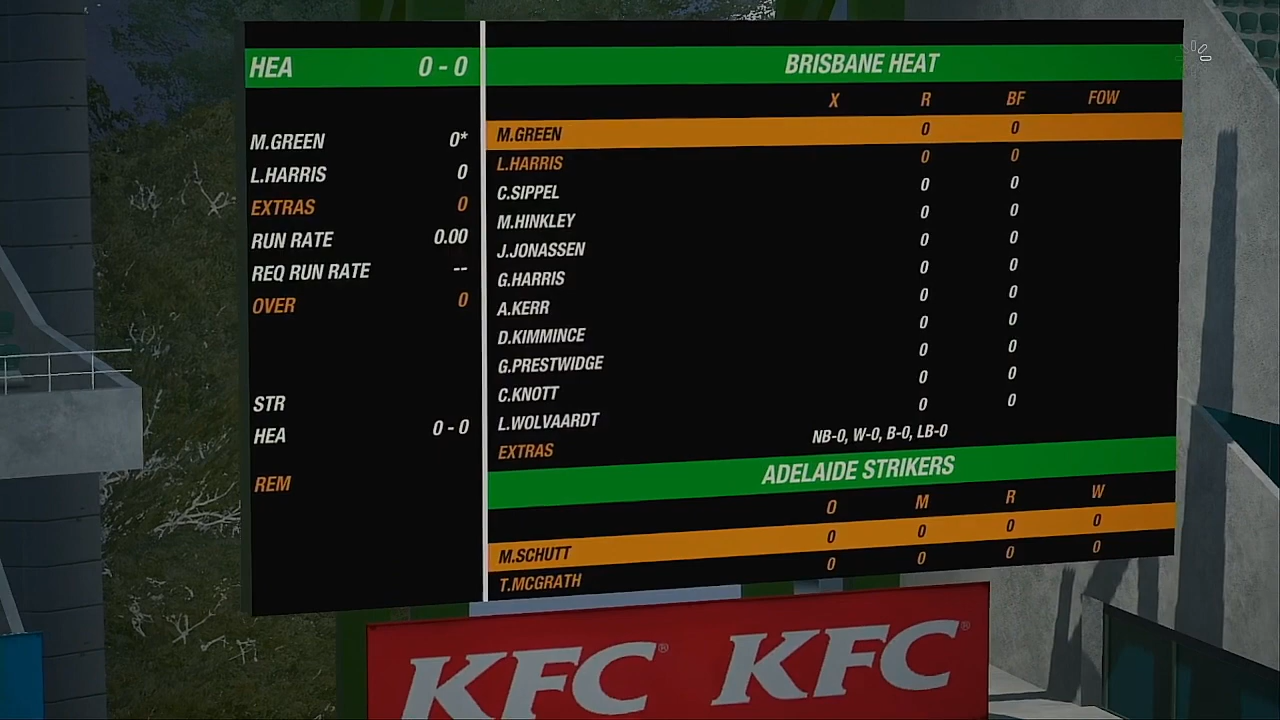 HEA 0 - 0
M.GREEN 0*
L.HARRIS 0
EXTRAS 0
RUN RATE 0.00
REQ RUN RATE --
OVER 0
STR
HEA 0 - 0
REM
BRISBANE HEAT
X R BF FOW
M.GREEN 0 0
L.HARRIS 0 0
C.SIPPEL 0 0
M.HINKLEY 0 0
J.JONASSEN 0 0
G.HARRIS 0 0
A.KERR 0 0
D.KIMMINCE 0 0
G.PRESTWIDGE 0 0
C.KNOTT 0 0
L.WOLVAARDT 0 0
EXTRAS NB-0, W-0, B-0, LB-0
ADELAIDE STRIKERS
O M R W
M.SCHUTT 0 0 0 0
T.MCGRATH 0 0 0 0
KFC® KFC®